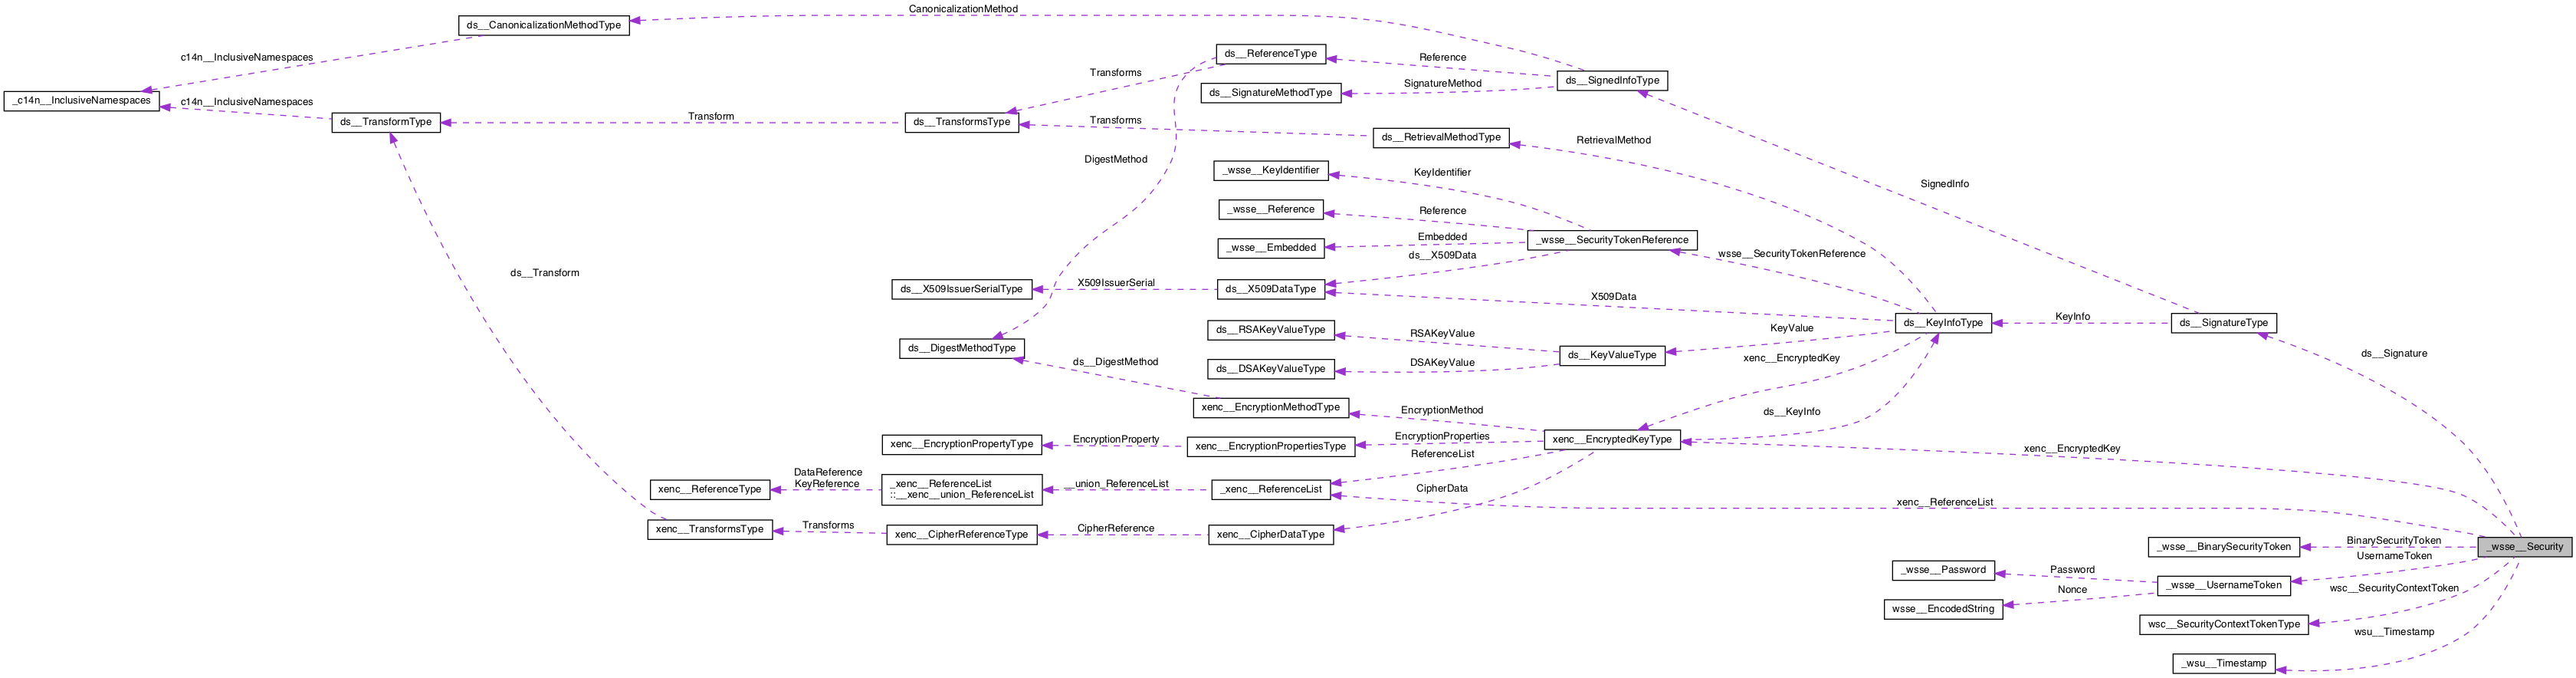 CanonicalizationMethod
ds__CanonicalizationMethodType
c14n__InclusiveNamespaces
ds__ReferenceType
Reference
ds__SignedInfoType
Transforms
SignatureMethod
ds__SignatureMethodType
_c14n__InclusiveNamespaces
c14n__InclusiveNamespaces
ds__TransformType
Transform
ds__TransformsType
Transforms
ds__RetrievalMethodType
RetrievalMethod
DigestMethod
_wsse__KeyIdentifier
KeyIdentifier
SignedInfo
_wsse__Reference
Reference
_wsse__Embedded
Embedded
_wsse__SecurityTokenReference
ds__X509Data
wsse__SecurityTokenReference
ds__Transform
ds__X509IssuerSerialType
X509IssuerSerial
ds__X509DataType
X509Data
ds__RSAKeyValueType
RSAKeyValue
KeyValue
ds__KeyInfoType
KeyInfo
ds__SignatureType
ds__DigestMethodType
ds__DigestMethod
ds__DSAKeyValueType
DSAKeyValue
ds__KeyValueType
xenc__EncryptedKey
ds__Signature
xenc__EncryptionMethodType
EncryptionMethod
ds__KeyInfo
xenc__EncryptionPropertyType
EncryptionProperty
xenc__EncryptionPropertiesType
EncryptionProperties
xenc__EncryptedKeyType
xenc__EncryptedKey
ReferenceList
xenc__ReferenceType
DataReference
KeyReference
_xenc__ReferenceList
::__xenc__union_ReferenceList
__union_ReferenceList
_xenc__ReferenceList
CipherData
xenc__ReferenceList
xenc__TransformsType
Transforms
xenc__CipherReferenceType
CipherReference
xenc__CipherDataType
_wsse__BinarySecurityToken
BinarySecurityToken
_wsse__Security
UsernameToken
_wsse__Password
Password
_wsse__UsernameToken
Nonce
wsse__EncodedString
wsc__SecurityContextToken
wsc__SecurityContextTokenType
wsu__Timestamp
_wsu__Timestamp